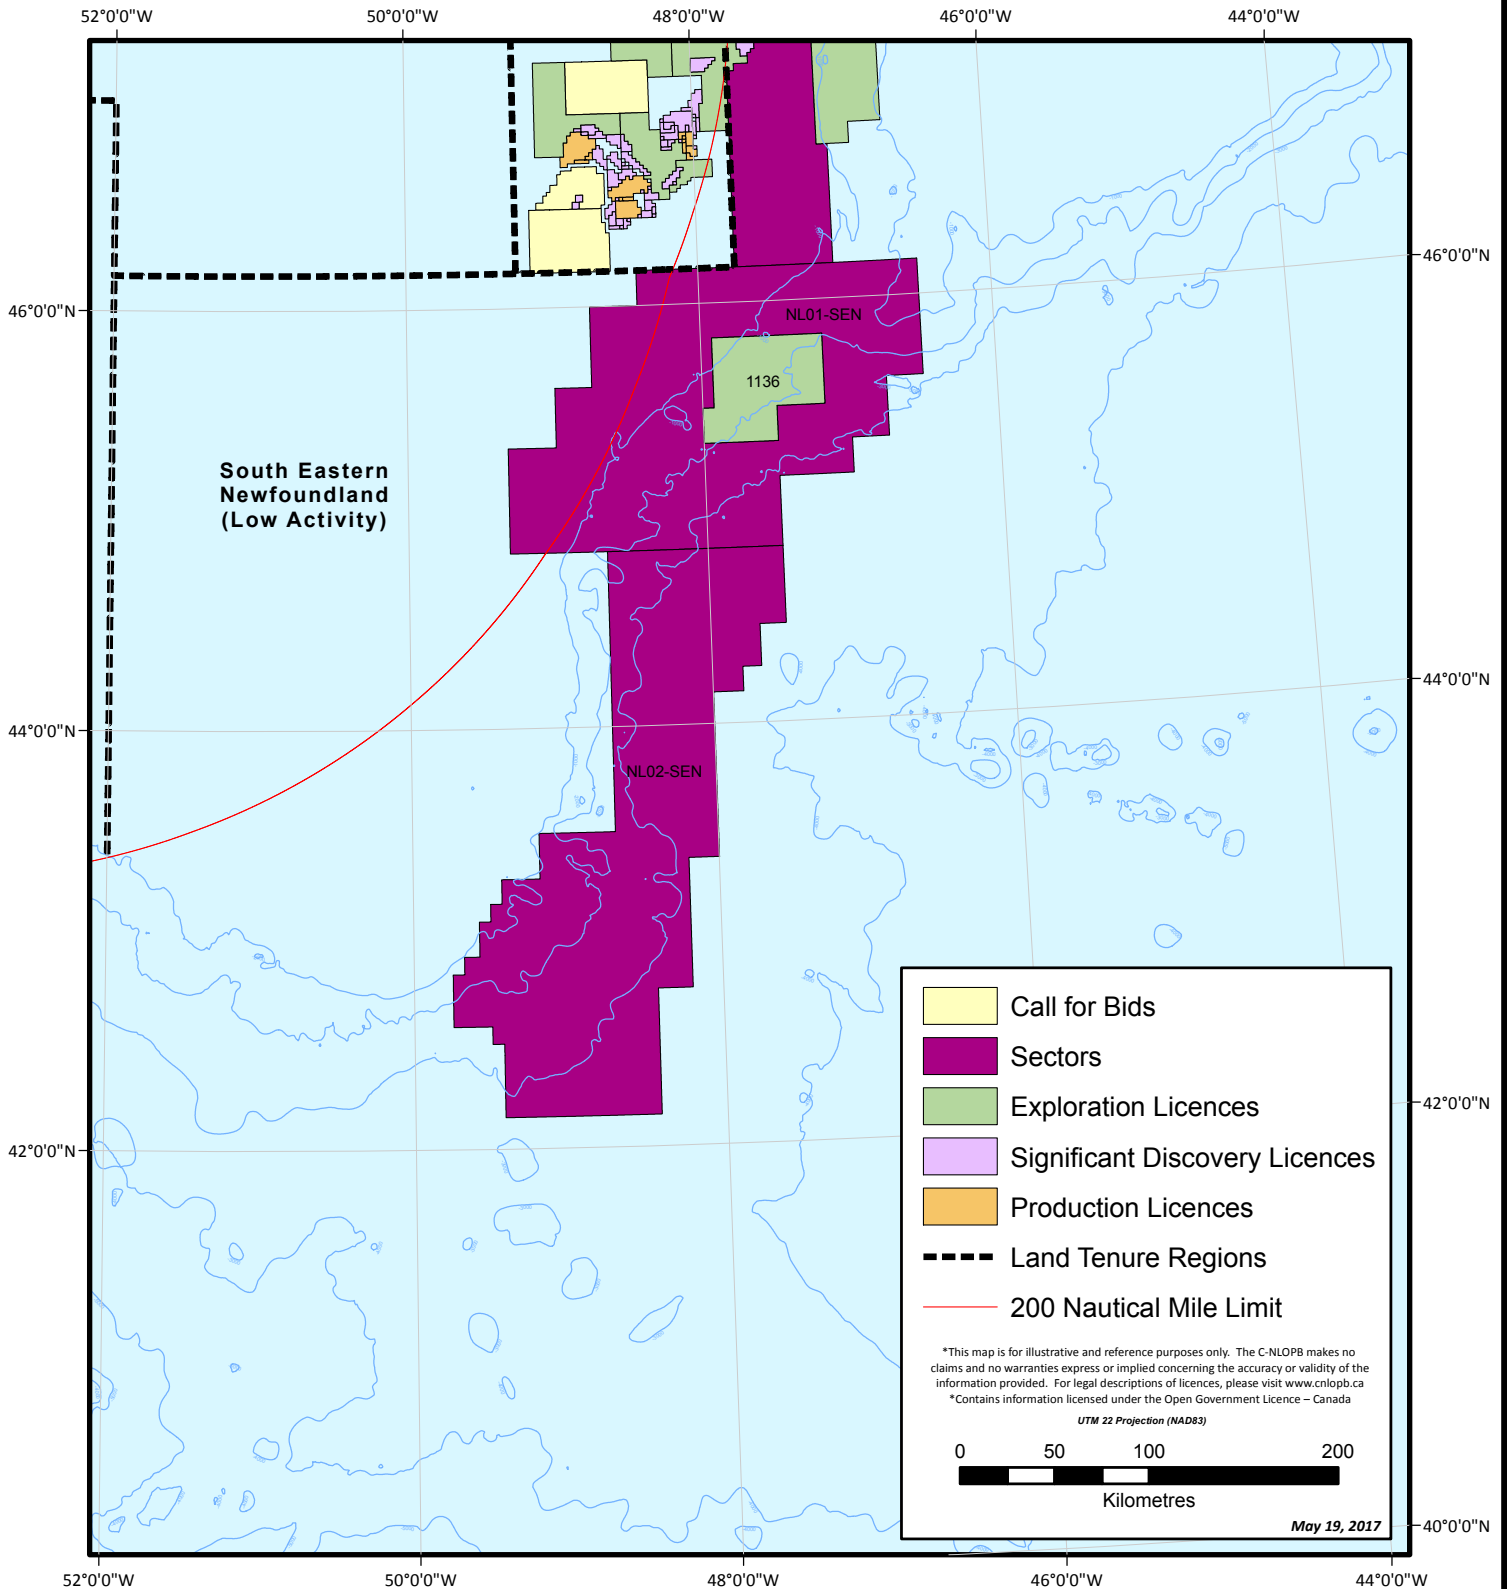 52°0'0"W 50°0'0"W 48°0'0"W 46°0'0"W 44°0'0"W
46°0'0"N
46°0'0"N
NL01-SEN
1136
South Eastern
Newfoundland
(Low Activity)
44°0'0"N
44°0'0"N
NL02-SEN
42°0'0"N
42°0'0"N
Call for Bids
Sectors
Exploration Licences
Significant Discovery Licences
Production Licences
Land Tenure Regions
200 Nautical Mile Limit
*This map is for illustrative and reference purposes only. The C-NLOPB makes no
claims and no warranties express or implied concerning the accuracy or validity of the
information provided. For legal descriptions of licences, please visit www.cnlopb.ca
*Contains information licensed under the Open Government Licence – Canada
UTM 22 Projection (NAD83)
0 50 100 200
Kilometres
May 19, 2017
40°0'0"N
52°0'0"W 50°0'0"W 48°0'0"W 46°0'0"W 44°0'0"W